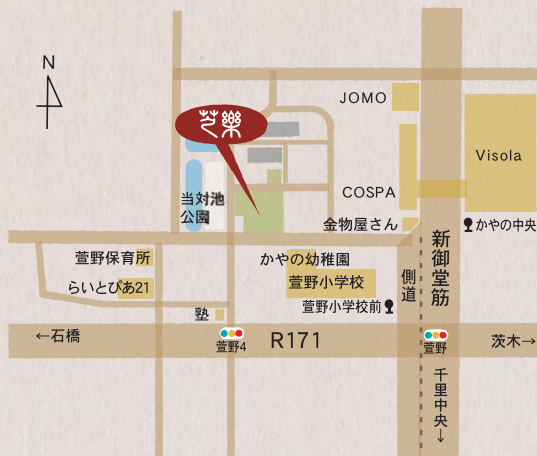 N
JOMO
芝樂
Visola
COSPA
当対池
公園
金物屋さん
かやの中央
新御堂筋
萱野保育所
かやの幼稚園
側道
らいとぴあ21
萱野小学校
萱野小学校前
塾
←石橋
萱野4
R171
萱野
茨木→
千里中央→